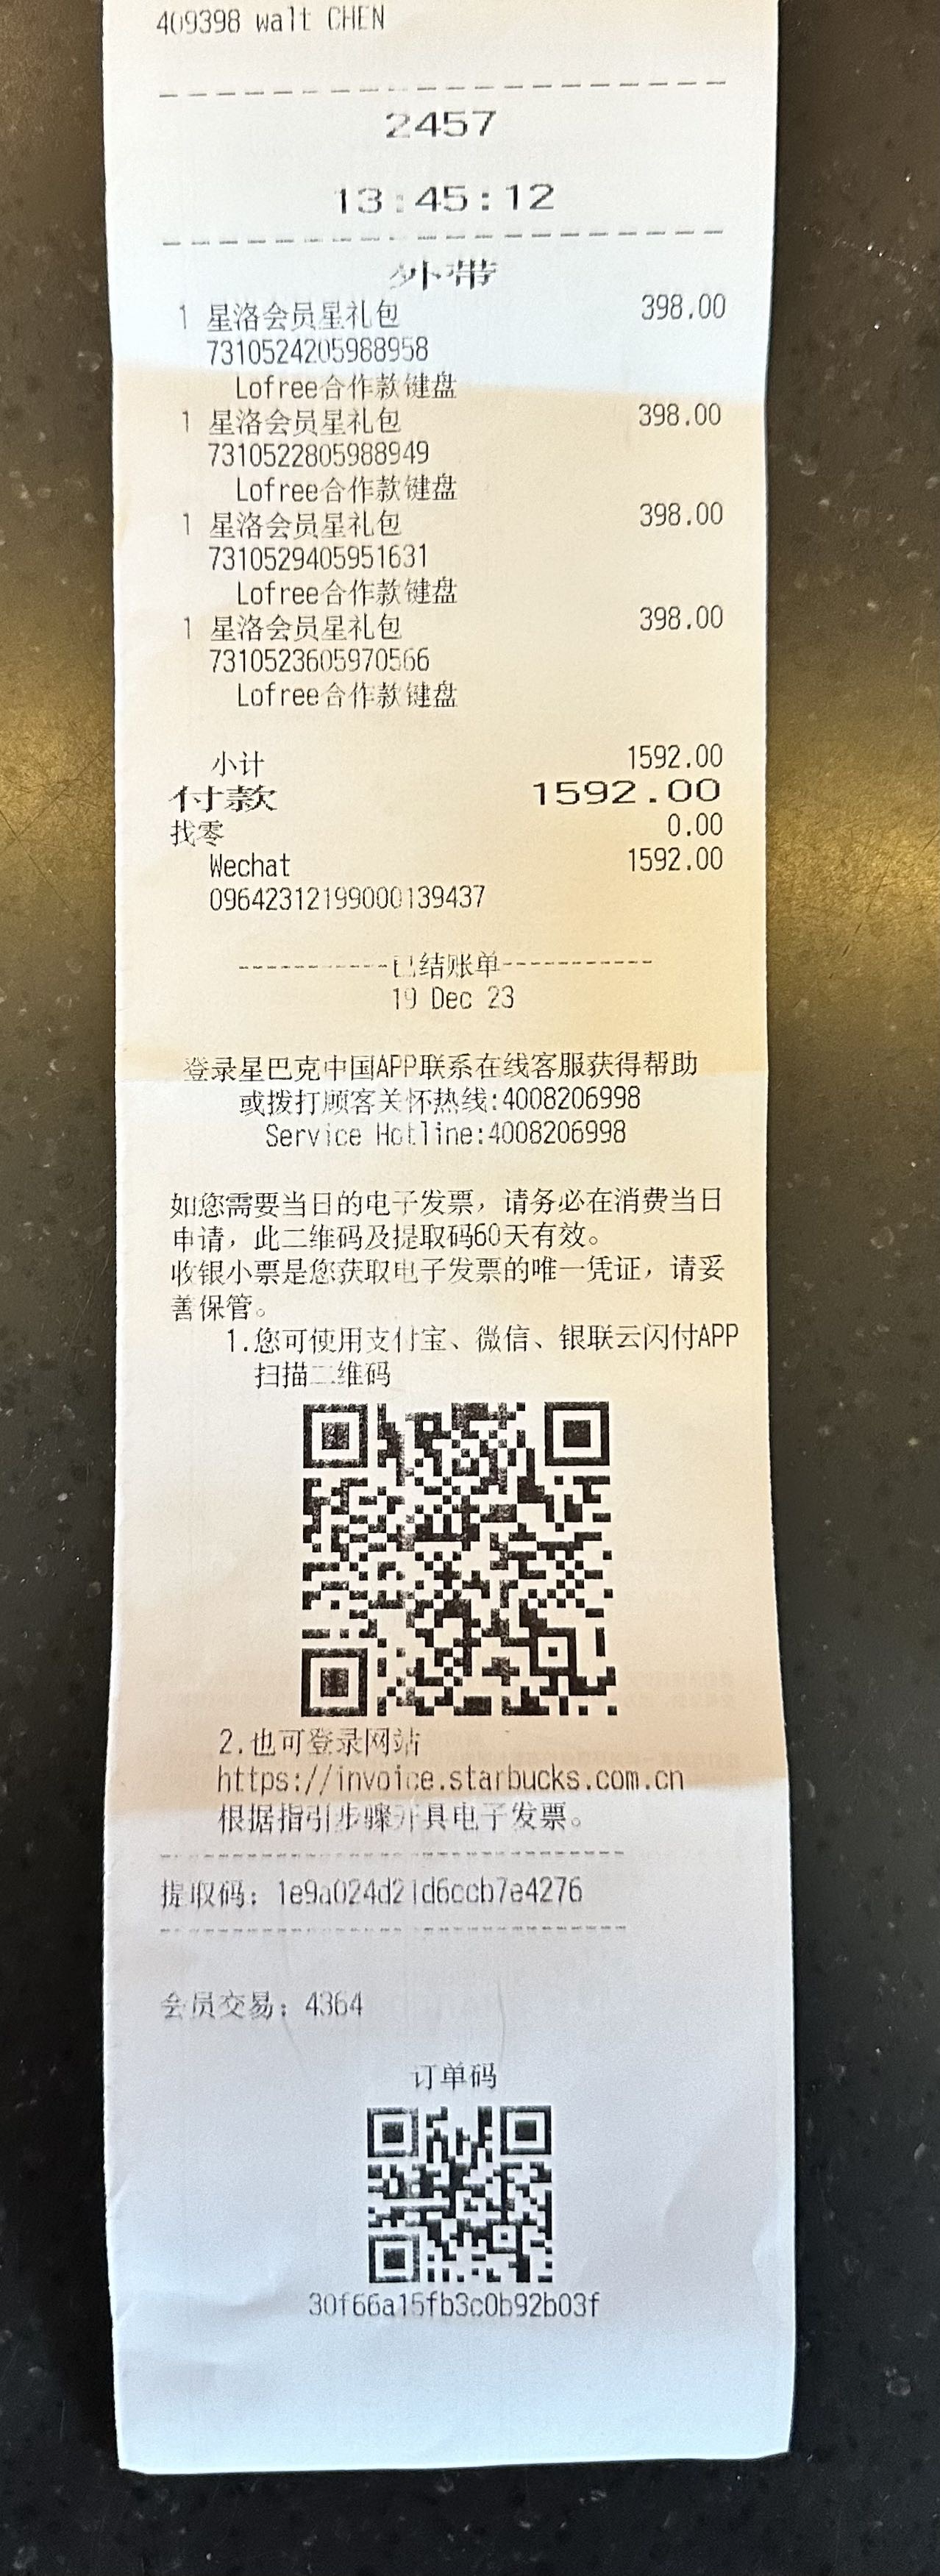 409398 walt CHEN
2457
13:45:12
外带
1 星洛会员星礼包 398.00
7310524205988958
Lofree合作款键盘
1 星洛会员星礼包 398.00
7310522805988949
Lofree合作款键盘
1 星洛会员星礼包 398.00
7310529405951631
Lofree合作款键盘
1 星洛会员星礼包 398.00
7310523605970566
Lofree合作款键盘
小计 1592.00
付款 1592.00
找零 0.00
Wechat 1592.00
09642312199000139437
-----------已结账单-----------
19 Dec 23
登录星巴克中国APP联系在线客服获得帮助
或拨打顾客关怀热线:4008206998
Service Hotline:4008206998
如您需要当日的电子发票，请务必在消费当日
申请，此二维码及提取码60天有效。
收银小票是您获取电子发票的唯一凭证，请妥
善保管。
1.您可使用支付宝、微信、银联云闪付APP
扫描二维码
2.也可登录网站
https://invoice.starbucks.com.cn
根据指引步骤开具电子发票。
提取码：1e9a024d21d6ccb7e4276
会员交易：4364
订单码
30f66a15fb3c0b92b03f